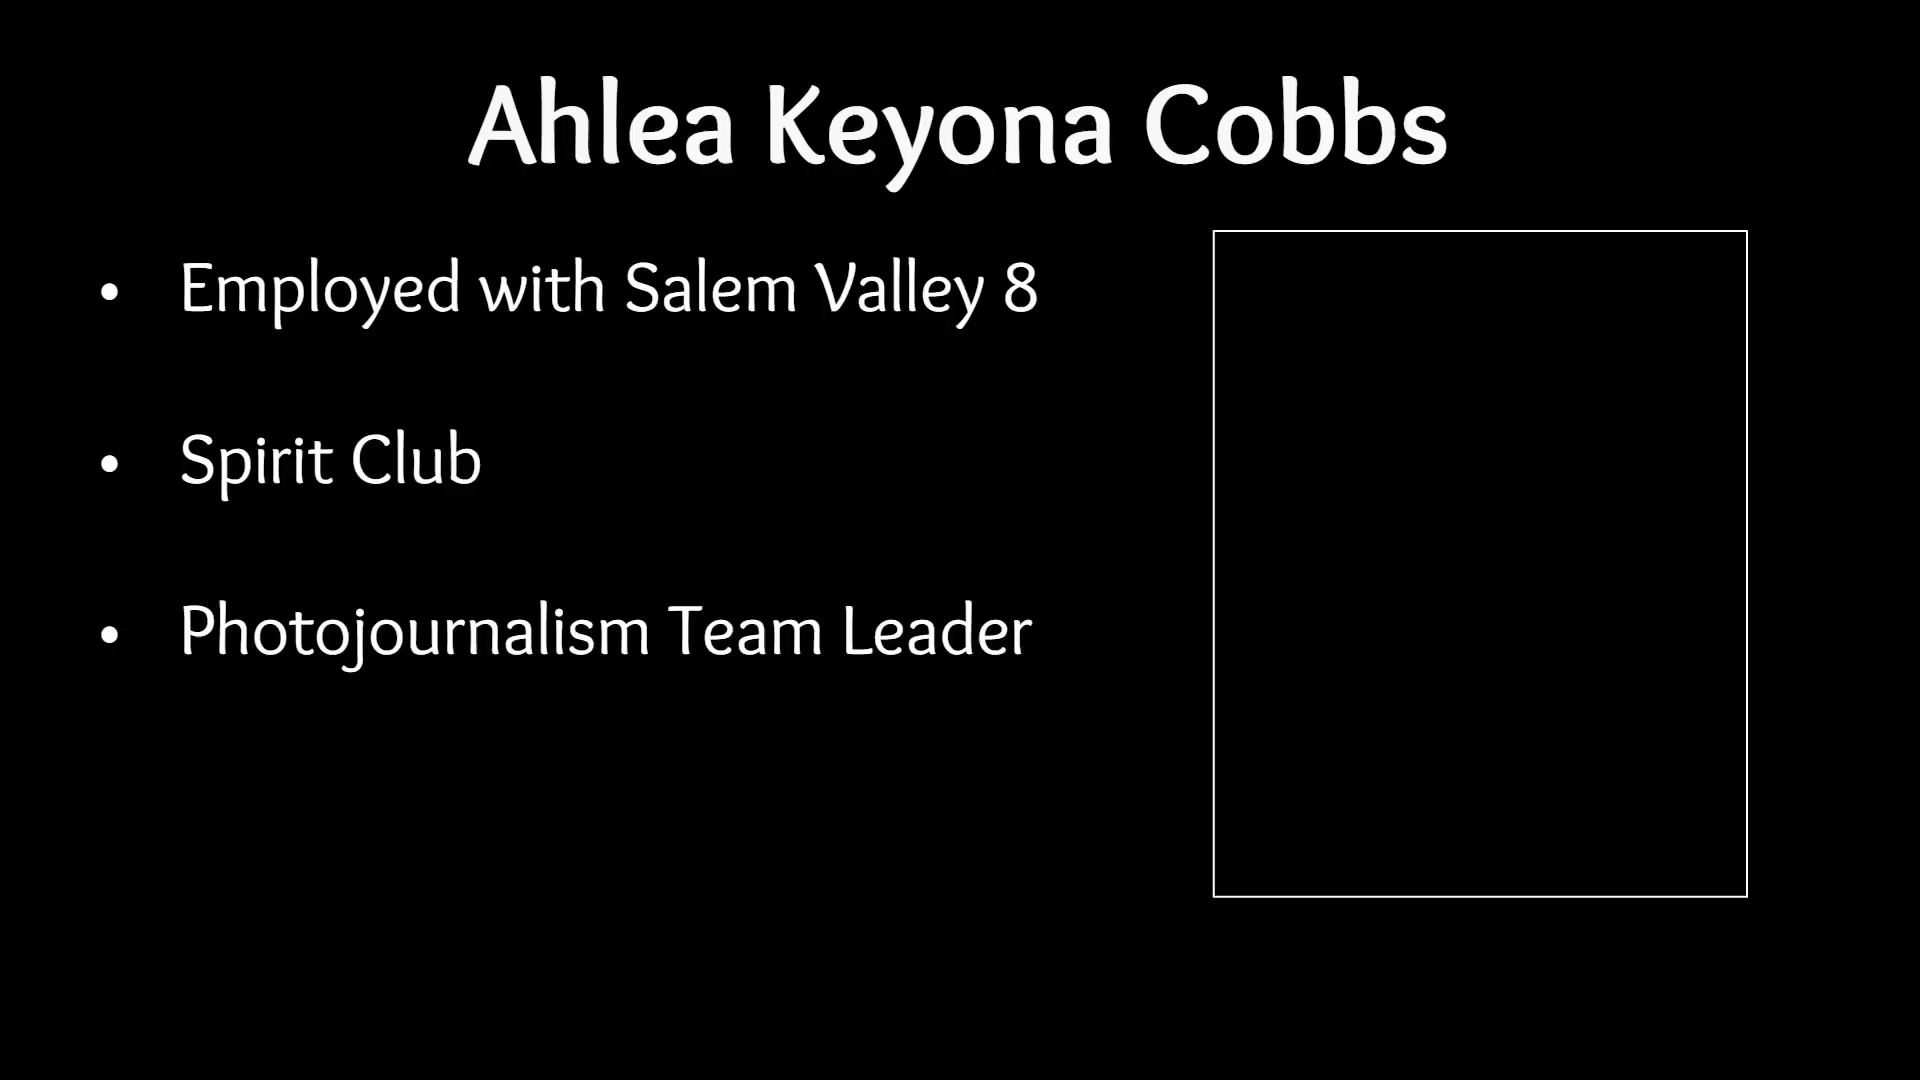 Ahlea Keyona Cobbs
• Employed with Salem Valley 8
• Spirit Club
• Photojournalism Team Leader